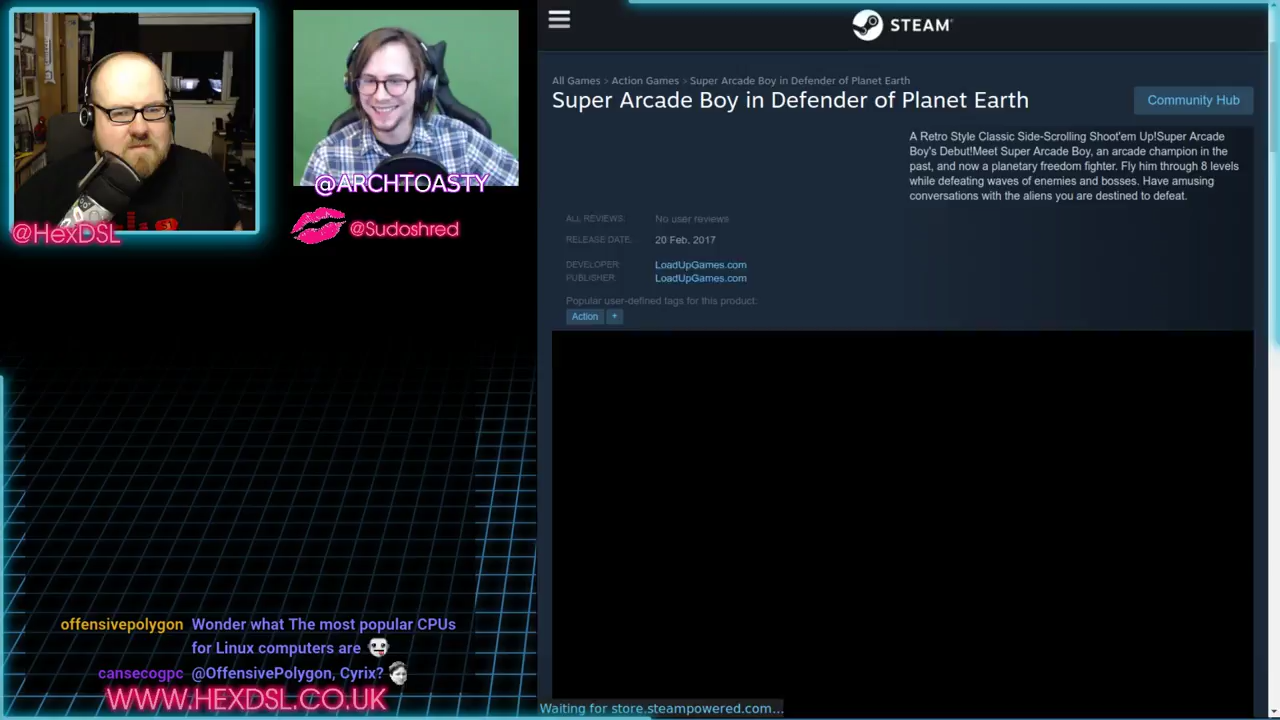 STEAM
All Games > Action Games > Super Arcade Boy in Defender of Planet Earth
Super Arcade Boy in Defender of Planet Earth
Community Hub
A Retro Style Classic Side-Scrolling Shoot'em Up!Super Arcade
Boy's Debut!Meet Super Arcade Boy, an arcade champion in the
past, and now a planetary freedom fighter. Fly him through 8 levels
while defeating waves of enemies and bosses. Have amusing
conversations with the aliens you are destined to defeat.
ALL REVIEWS: No user reviews
RELEASE DATE: 20 Feb, 2017
DEVELOPER: LoadUpGames.com
PUBLISHER: LoadUpGames.com
Popular user-defined tags for this product:
Action +
@ARCHTOASTY
@HexDSL
@Sudoshred
offensivepolygon Wonder what The most popular CPUs
for Linux computers are
cansecogpc @OffensivePolygon, Cyrix?
WWW.HEXDSL.CO.UK
Waiting for store.steampowered.com...